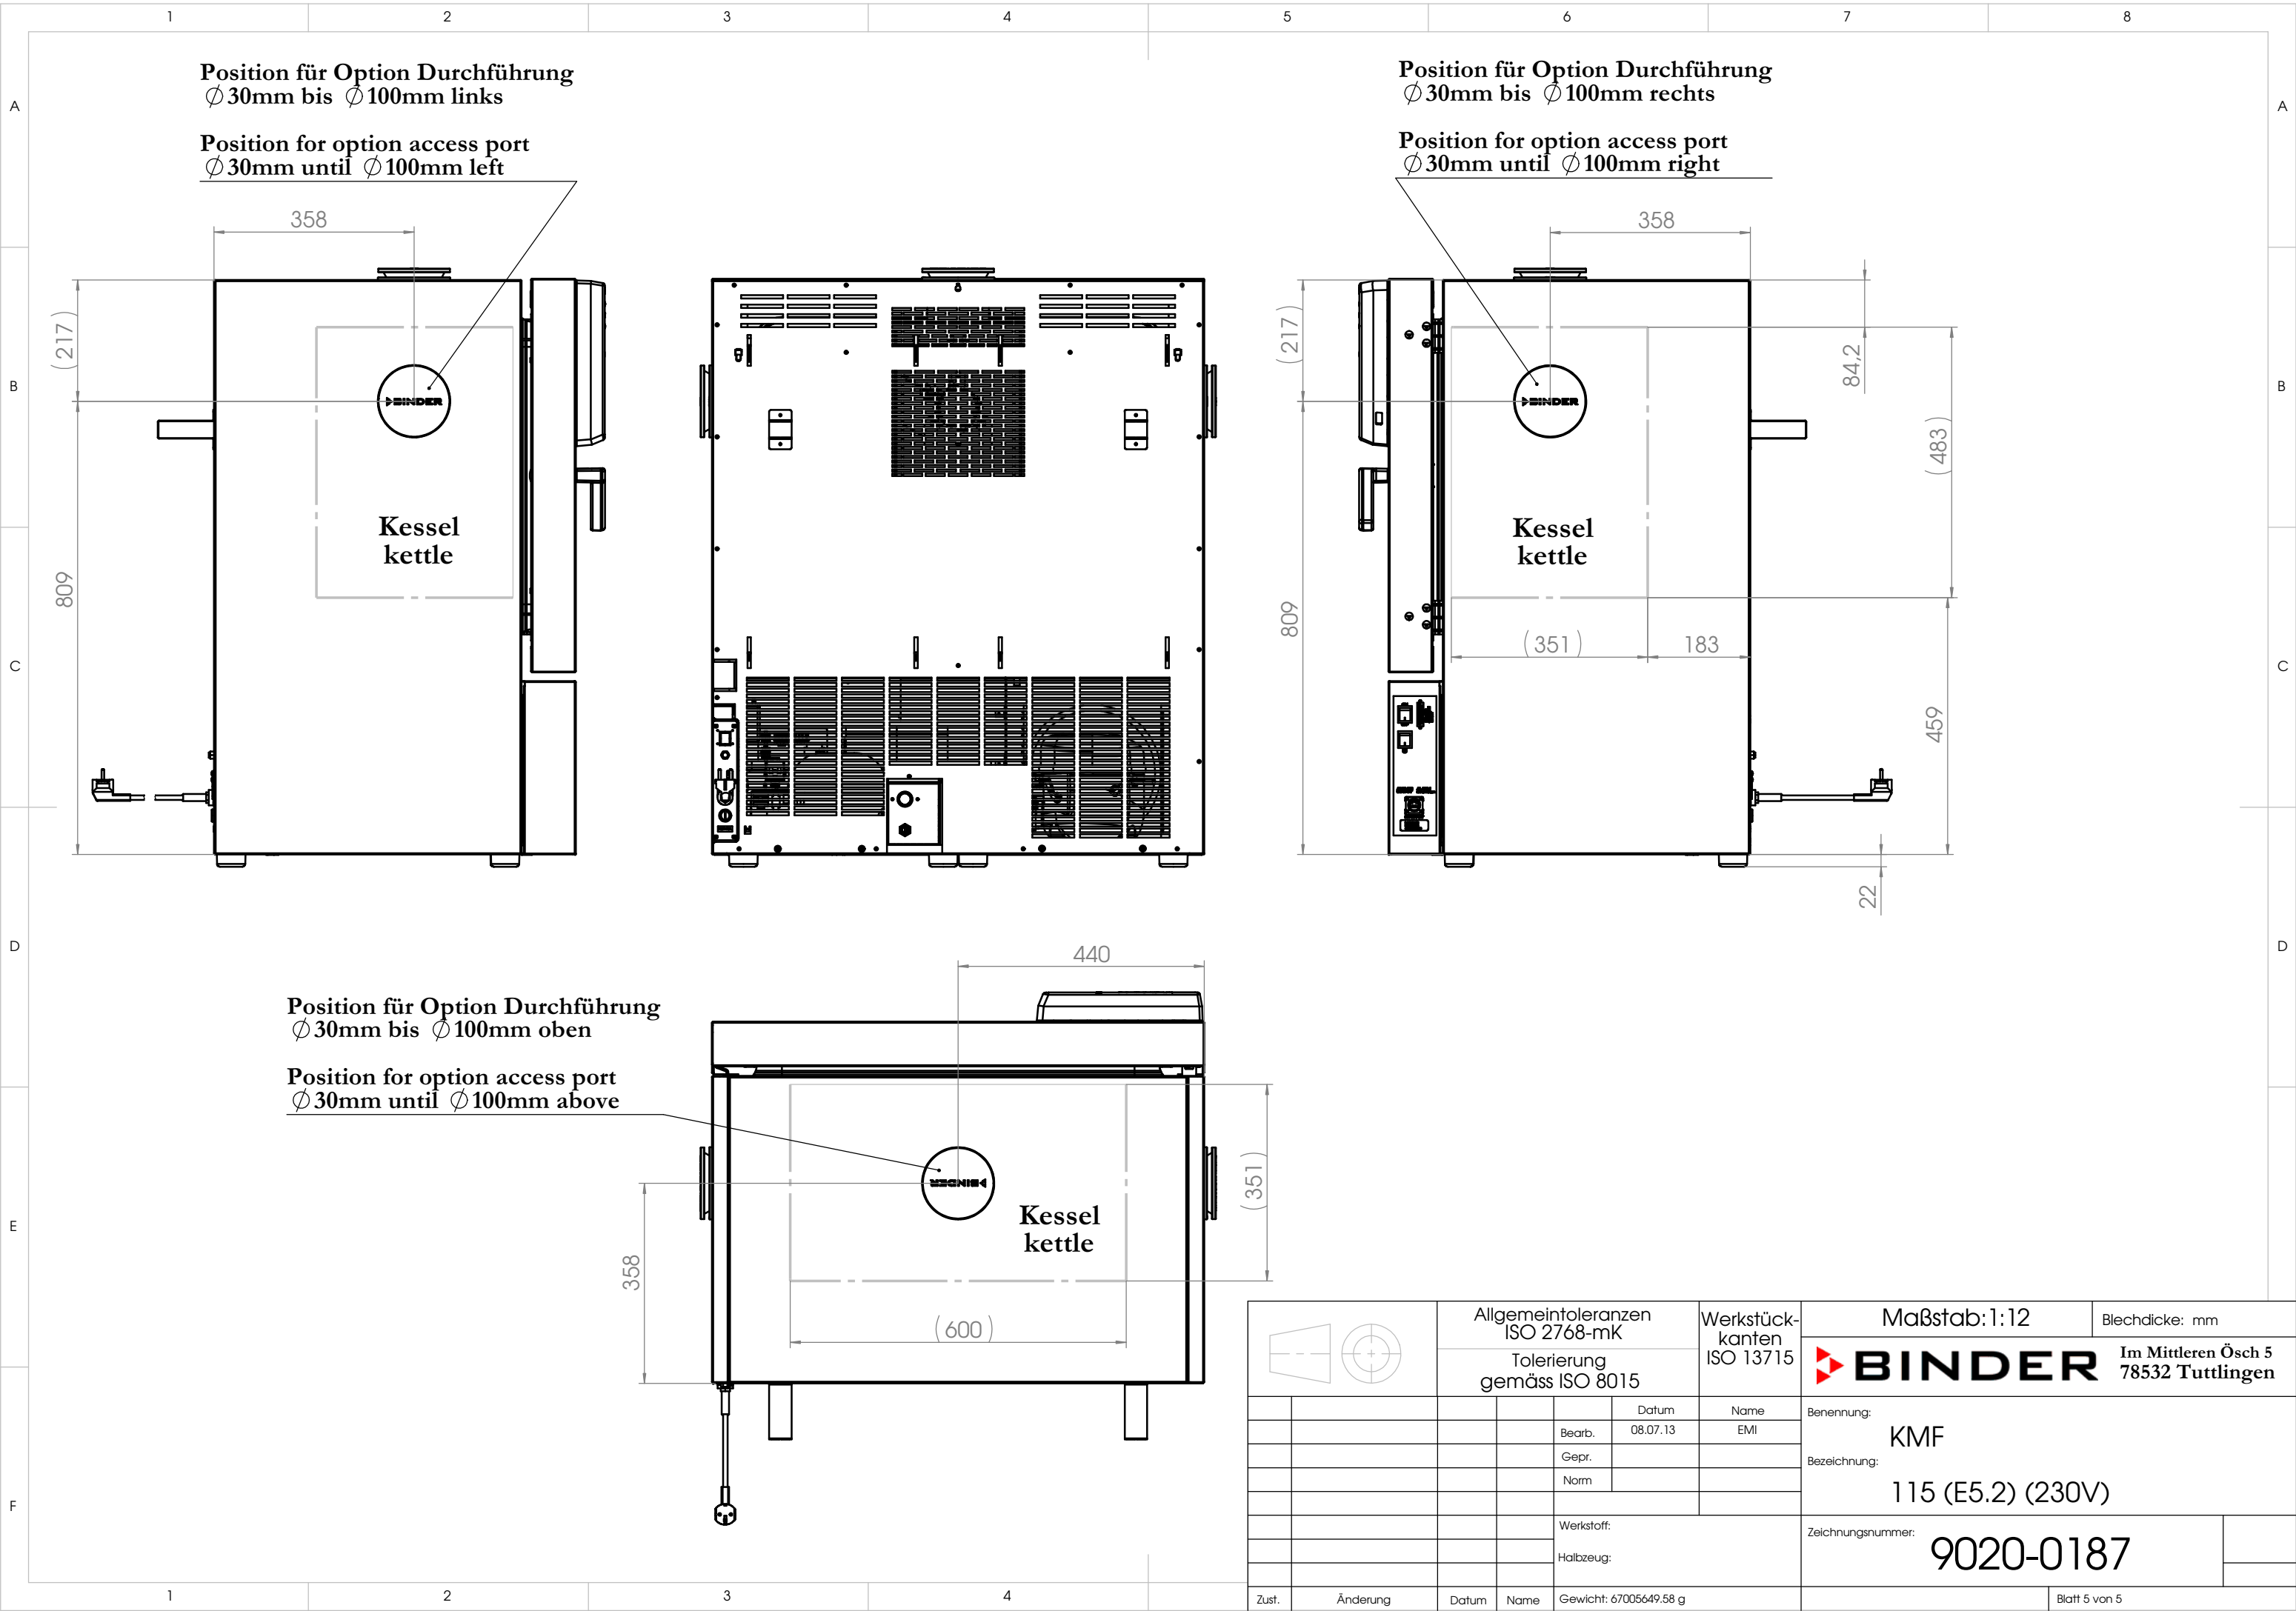 1 2 3 4 5 6 7 8
A A
B B
C C
D D
E
F
1 2 3 4
Position für Option Durchführung
∅30mm bis ∅100mm links
Position for option access port
∅30mm until ∅100mm left
358
(217)
809
BINDER
Kessel
kettle
Position für Option Durchführung
∅30mm bis ∅100mm rechts
Position for option access port
∅30mm until ∅100mm right
358
(217)
809
BINDER
Kessel
kettle
84,2
(483)
(351)
183
459
22
Position für Option Durchführung
∅30mm bis ∅100mm oben
Position for option access port
∅30mm until ∅100mm above
440
358
BINDER
Kessel
kettle
(351)
(600)
Allgemeintoleranzen
ISO 2768-mK
Tolerierung
gemäss ISO 8015
Werkstück-
kanten
ISO 13715
Maßstab:1:12
Blechdicke: mm
BINDER
Im Mittleren Ösch 5
78532 Tuttlingen
Datum Name
Bearb. 08.07.13 EMI
Gepr.
Norm
Benennung:
KMF
Bezeichnung:
115 (E5.2) (230V)
Werkstoff:
Halbzeug:
Zeichnungsnummer:
9020-0187
Zust. Änderung Datum Name Gewicht: 67005649.58 g
Blatt 5 von 5